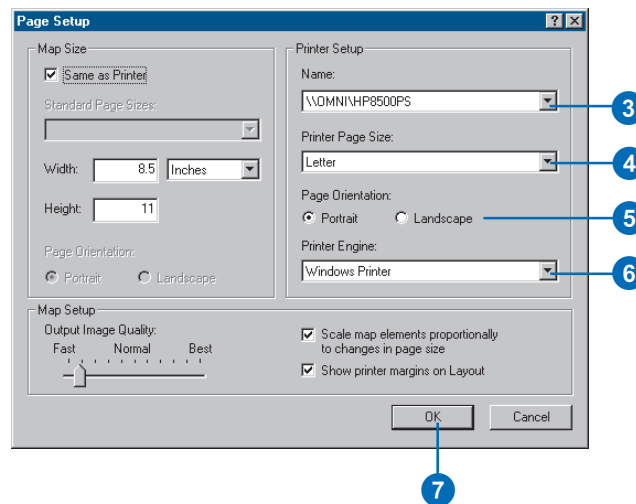 Page Setup
Map Size
Same as Printer
Standard Page Sizes:
Width: 8.5 Inches
Height: 11
Page Orientation:
Portrait Landscape
Printer Setup
Name:
\\OMNI\HP8500PS
3
Printer Page Size:
Letter
4
Page Orientation:
Portrait Landscape
5
Printer Engine:
Windows Printer
6
Map Setup
Output Image Quality:
Fast Normal Best
Scale map elements proportionally
to changes in page size
Show printer margins on Layout
OK Cancel
7